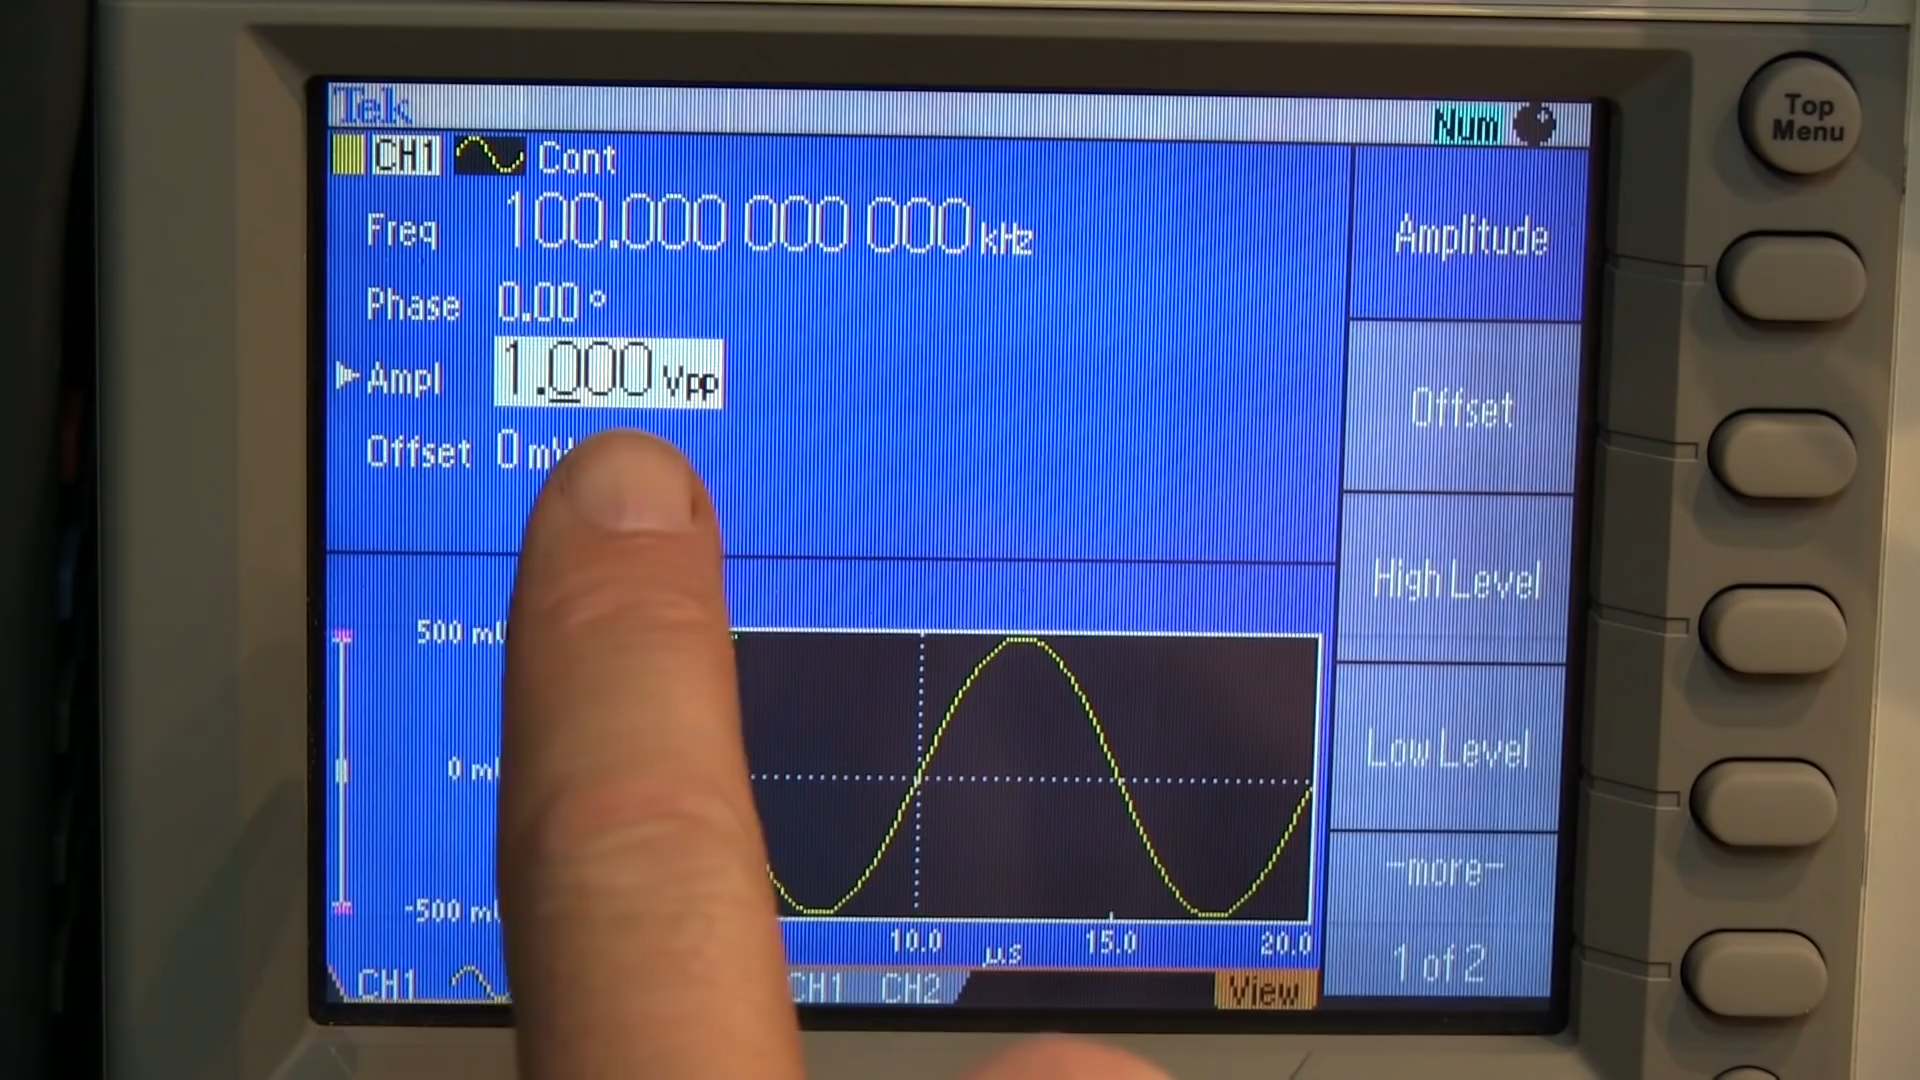 Tek
Num
CH1 Cont
Freq 100.000 000 000 kHz
Phase 0.00 °
Ampl 1.000 Vpp
Offset 0
500
0
-500
10.0 µs 15.0 20.0
CH1
CH1 CH2
View
Amplitude
Offset
High Level
Low Level
-more-
1 of 2
Top
Menu